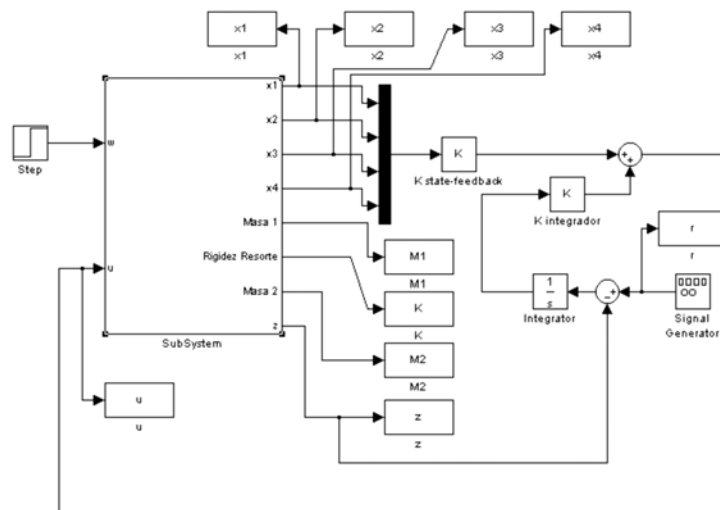 x1
x2
x3
x4
x1
x2
x3
x4
Step
w
u
x1
x2
x3
x4
Masa 1
Rigidez Resorte
Masa 2
z
SubSystem
K
K state-feedback
K
K integrador
+
+
r
r
1
s
Integrator
-
+
Signal
Generator
M1
M1
K
K
M2
M2
z
z
u
u